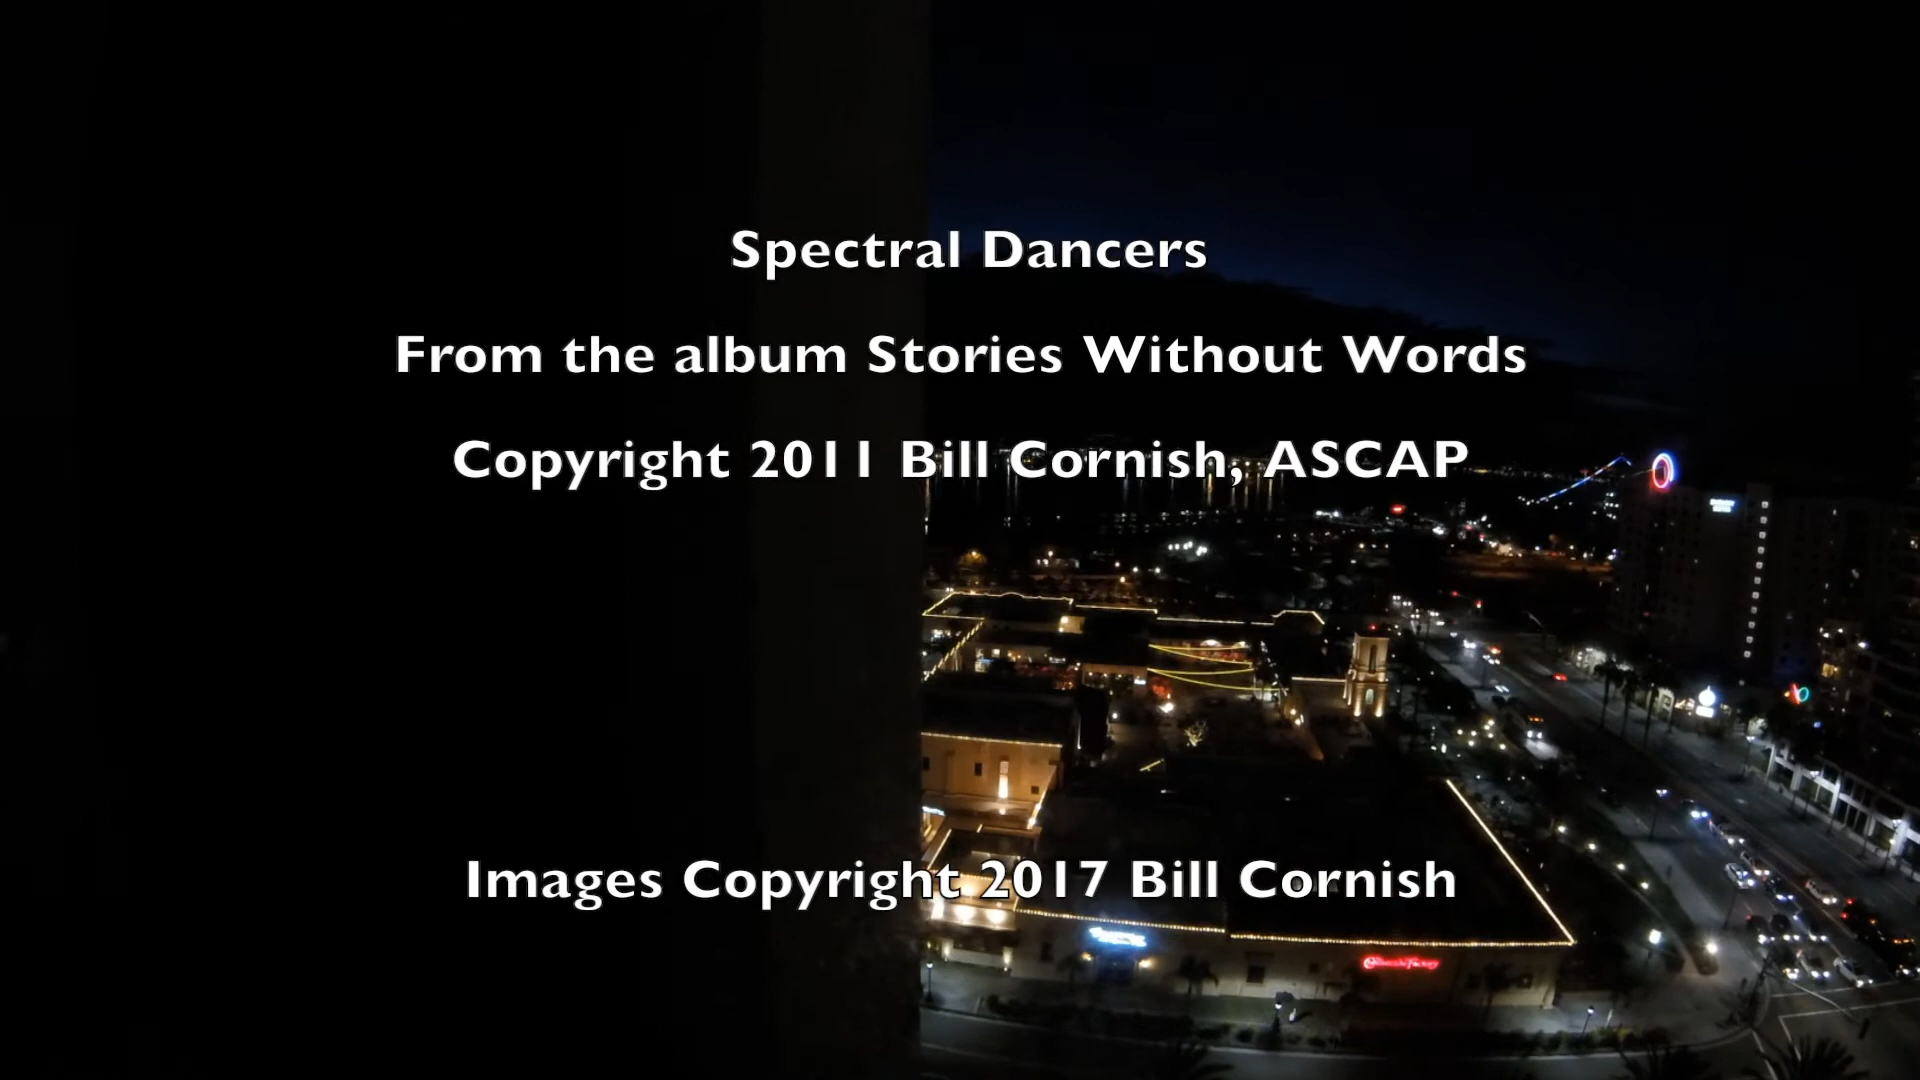 Spectral Dancers
From the album Stories Without Words
Copyright 2011 Bill Cornish, ASCAP
Images Copyright 2017 Bill Cornish